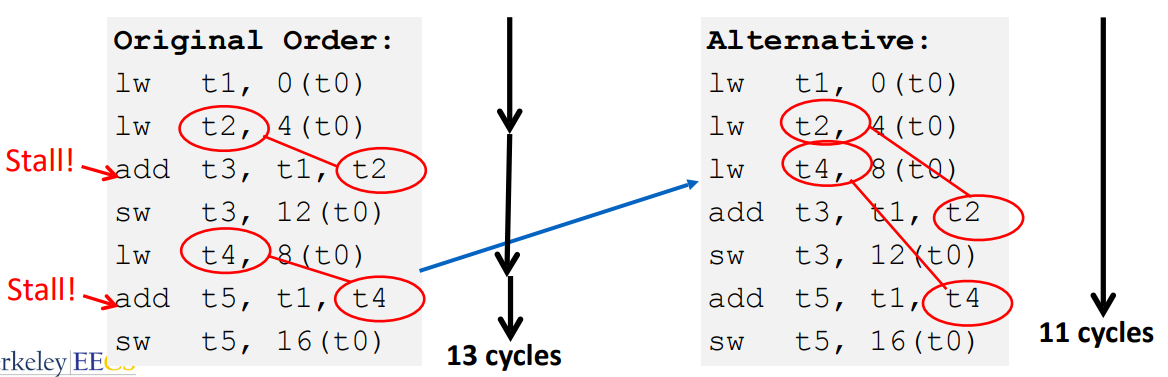 Original Order:
lw t1, 0(t0)
lw t2, 4(t0)
Stall!
add t3, t1, t2
sw t3, 12(t0)
lw t4, 8(t0)
Stall!
add t5, t1, t4
sw t5, 16(t0)
13 cycles
Alternative:
lw t1, 0(t0)
lw t2, 4(t0)
lw t4, 8(t0)
add t3, t1, t2
sw t3, 12(t0)
add t5, t1, t4
sw t5, 16(t0)
11 cycles
rkeley EECS